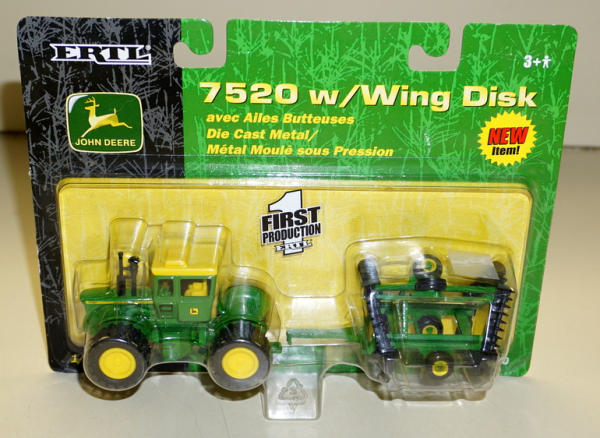 ERTL
JOHN DEERE
7520 w/Wing Disk
avec Ailes Butteuses
Die Cast Metal/
Métal Moulé sous Pression
3+
NEW
Item!
1
FIRST
PRODUCTION
ERTL